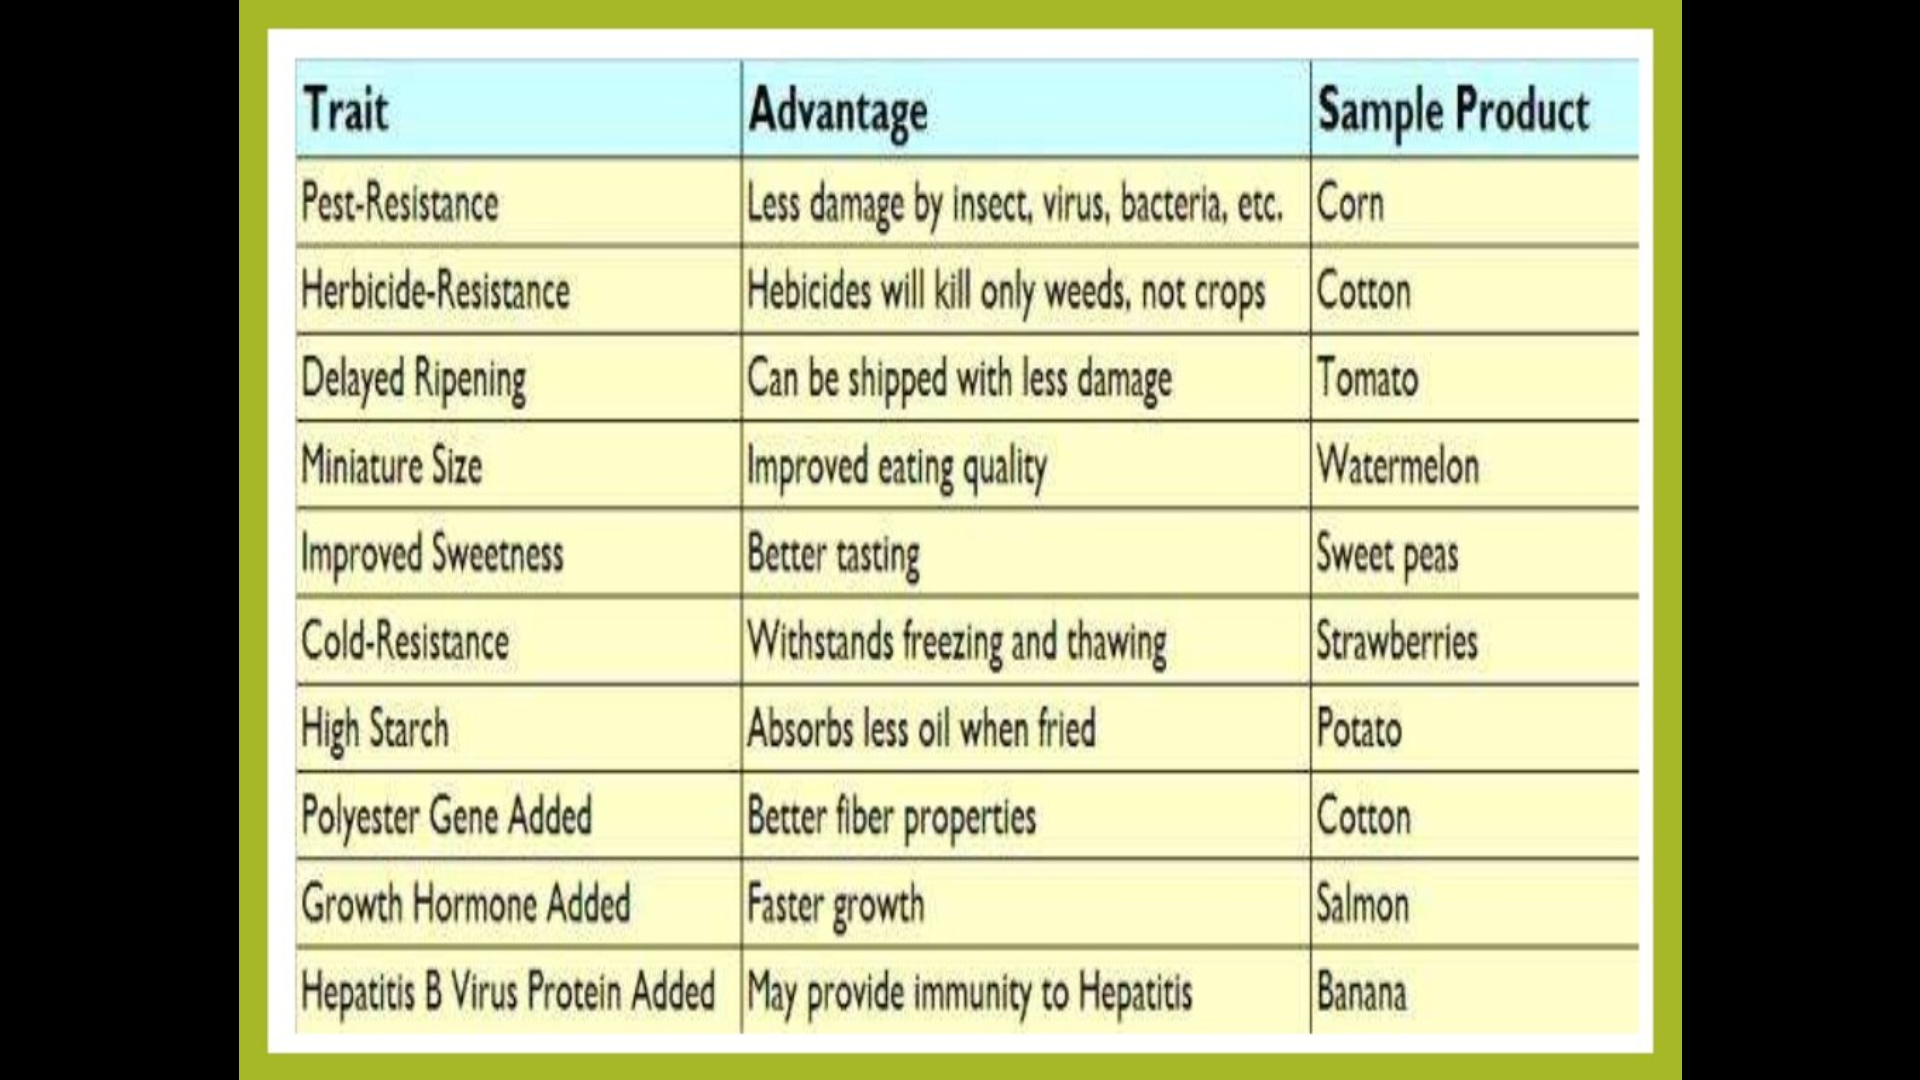 Trait Advantage Sample Product
Pest-Resistance Less damage by insect, virus, bacteria, etc. Corn
Herbicide-Resistance Hebicides will kill only weeds, not crops Cotton
Delayed Ripening Can be shipped with less damage Tomato
Miniature Size Improved eating quality Watermelon
Improved Sweetness Better tasting Sweet peas
Cold-Resistance Withstands freezing and thawing Strawberries
High Starch Absorbs less oil when fried Potato
Polyester Gene Added Better fiber properties Cotton
Growth Hormone Added Faster growth Salmon
Hepatitis B Virus Protein Added May provide immunity to Hepatitis Banana